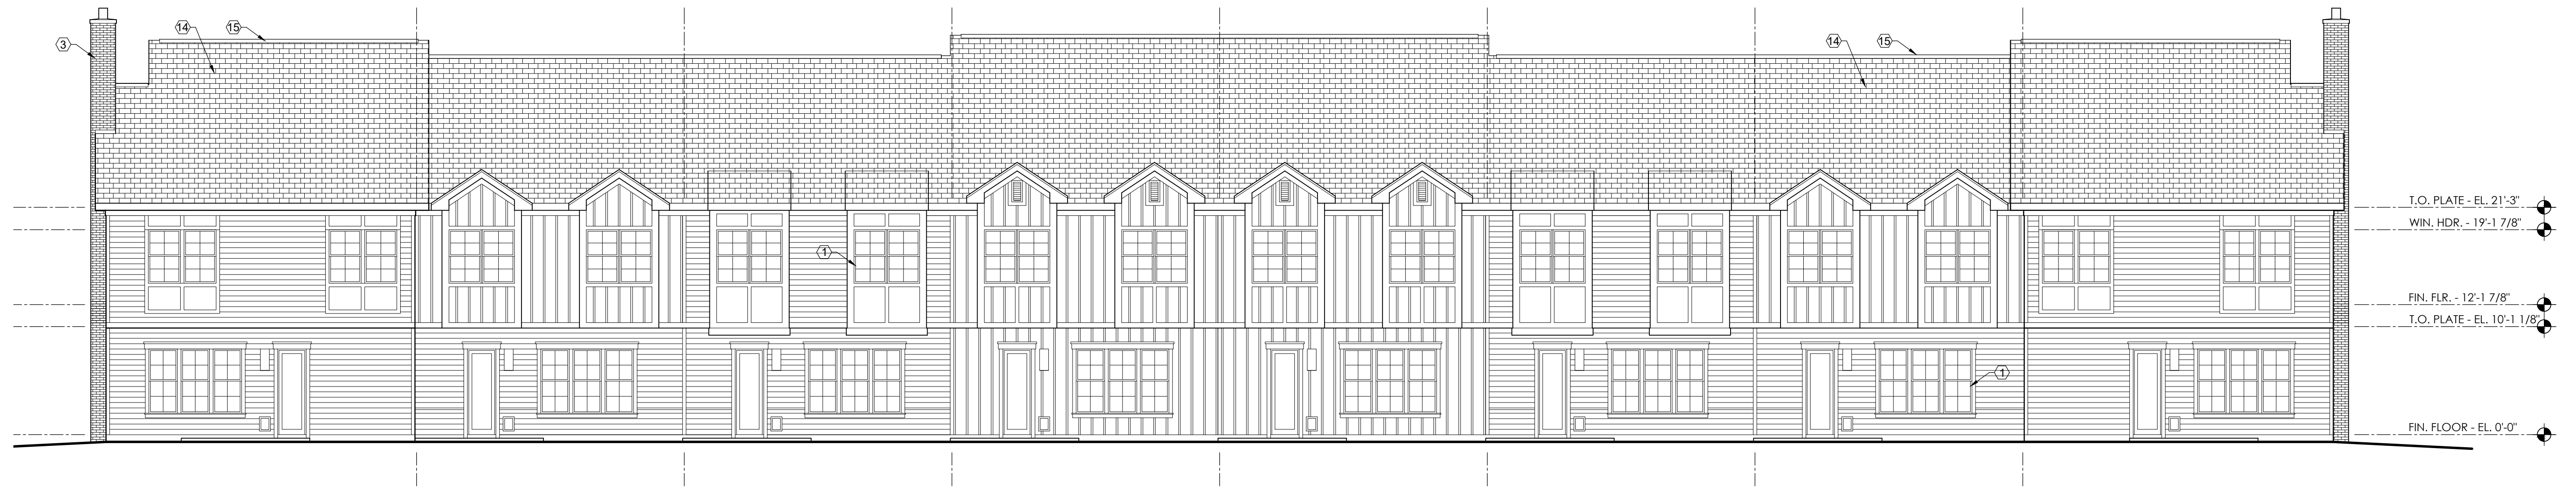 14
15
3
14
15
1
T.O. PLATE - EL. 21'-3"
WIN. HDR. - 19'-1 7/8"
FIN. FLR. - 12'-1 7/8"
T.O. PLATE - EL. 10'-1 1/8"
1
FIN. FLOOR - EL. 0'-0"